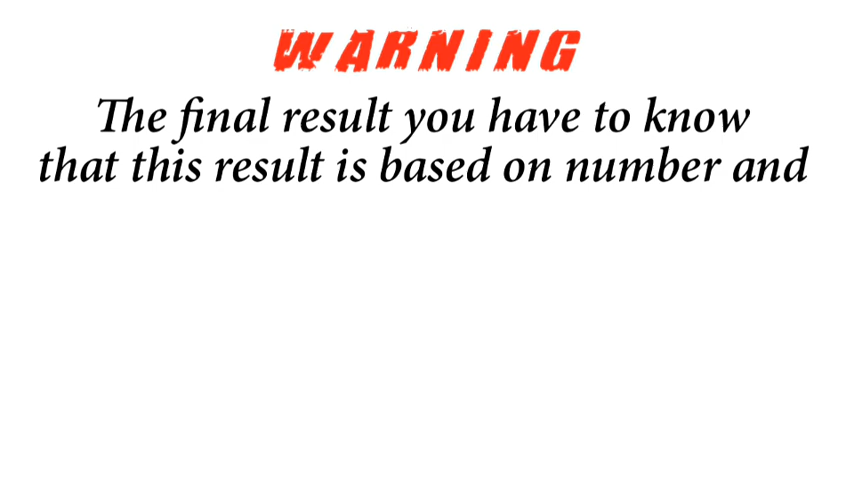 WARNING
The final result you have to know
that this result is based on number and